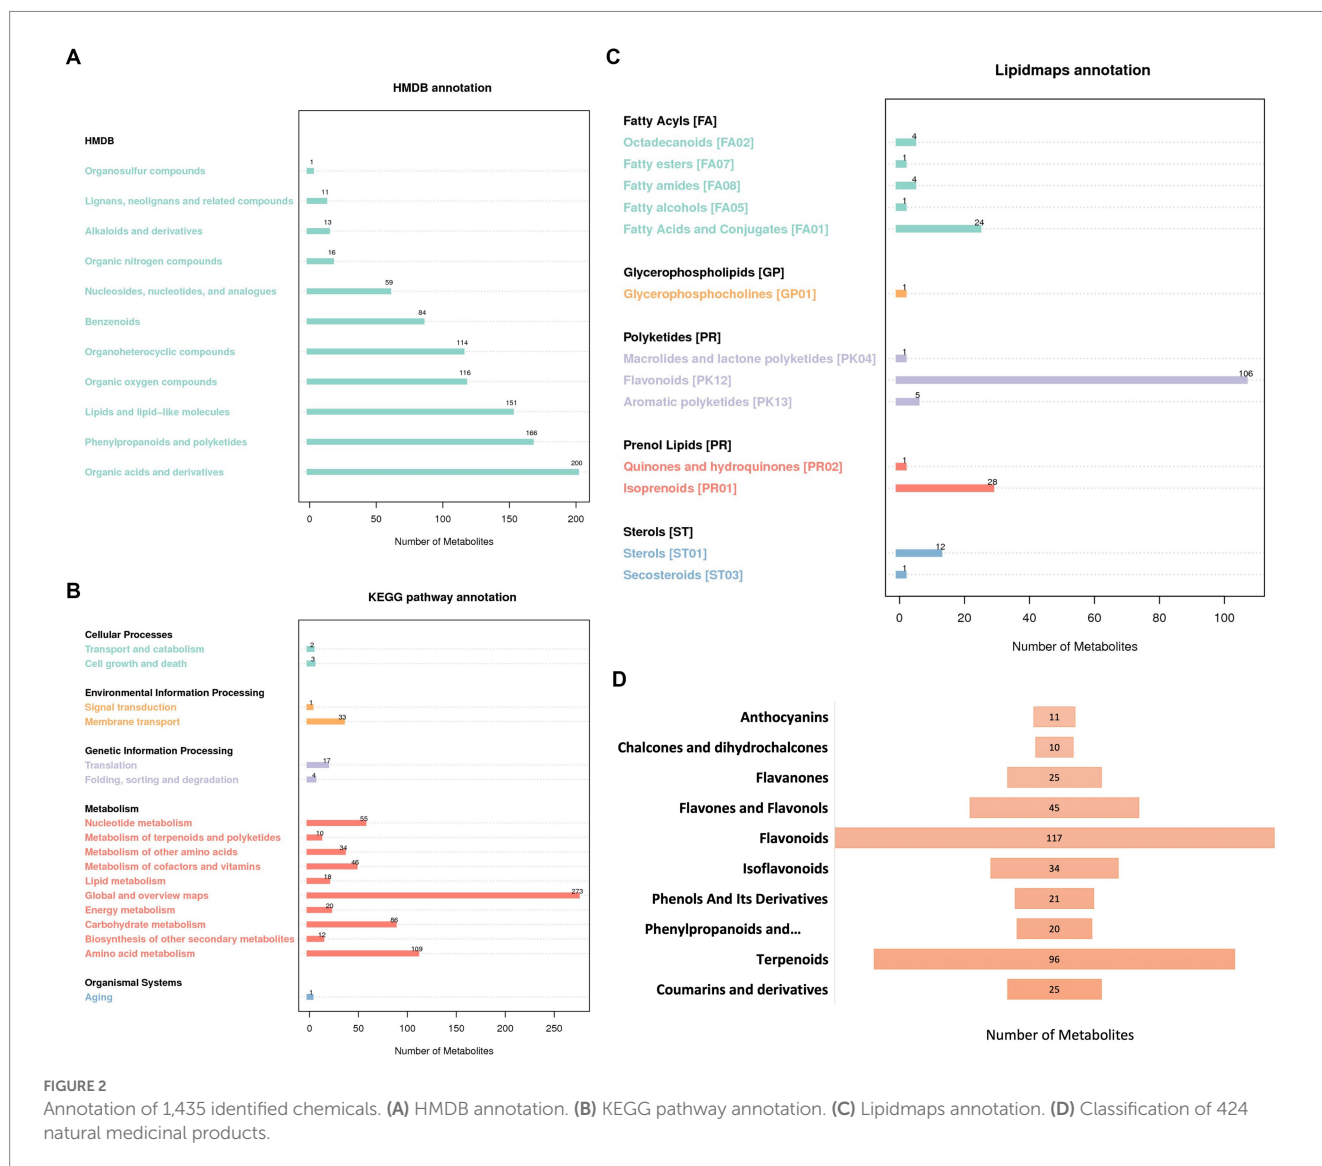 A
HMDB annotation
HMDB
Organosulfur compounds 1
Lignans, neolignans and related compounds 11
Alkaloids and derivatives 13
Organic nitrogen compounds 16
Nucleosides, nucleotides, and analogues 59
Benzenoids 84
Organoheterocyclic compounds 114
Organic oxygen compounds 116
Lipids and lipid-like molecules 151
Phenylpropanoids and polyketides 166
Organic acids and derivatives 200
0 50 100 150 200
Number of Metabolites
B
KEGG pathway annotation
Cellular Processes
Transport and catabolism 2
Cell growth and death 3
Environmental Information Processing
Signal transduction 1
Membrane transport 33
Genetic Information Processing
Translation 17
Folding, sorting and degradation 4
Metabolism
Nucleotide metabolism 55
Metabolism of terpenoids and polyketides 10
Metabolism of other amino acids 34
Metabolism of cofactors and vitamins 46
Lipid metabolism 18
Global and overview maps 273
Energy metabolism 20
Carbohydrate metabolism 86
Biosynthesis of other secondary metabolites 12
Amino acid metabolism 109
Organismal Systems
Aging 1
0 50 100 150 200 250
Number of Metabolites
C
Lipidmaps annotation
Fatty Acyls [FA]
Octadecanoids [FA02] 4
Fatty esters [FA07] 1
Fatty amides [FA08] 4
Fatty alcohols [FA05] 1
Fatty Acids and Conjugates [FA01] 24
Glycerophospholipids [GP]
Glycerophosphocholines [GP01] 1
Polyketides [PR]
Macrolides and lactone polyketides [PK04] 1
Flavonoids [PK12] 106
Aromatic polyketides [PK13] 5
Prenol Lipids [PR]
Quinones and hydroquinones [PR02] 1
Isoprenoids [PR01] 28
Sterols [ST]
Sterols [ST01] 12
Secosteroids [ST03] 1
0 20 40 60 80 100
Number of Metabolites
D
Anthocyanins 11
Chalcones and dihydrochalcones 10
Flavanones 25
Flavones and Flavonols 45
Flavonoids 117
Isoflavonoids 34
Phenols And Its Derivatives 21
Phenylpropanoids and... 20
Terpenoids 96
Coumarins and derivatives 25
Number of Metabolites
FIGURE 2
Annotation of 1,435 identified chemicals. (A) HMDB annotation. (B) KEGG pathway annotation. (C) Lipidmaps annotation. (D) Classification of 424
natural medicinal products.